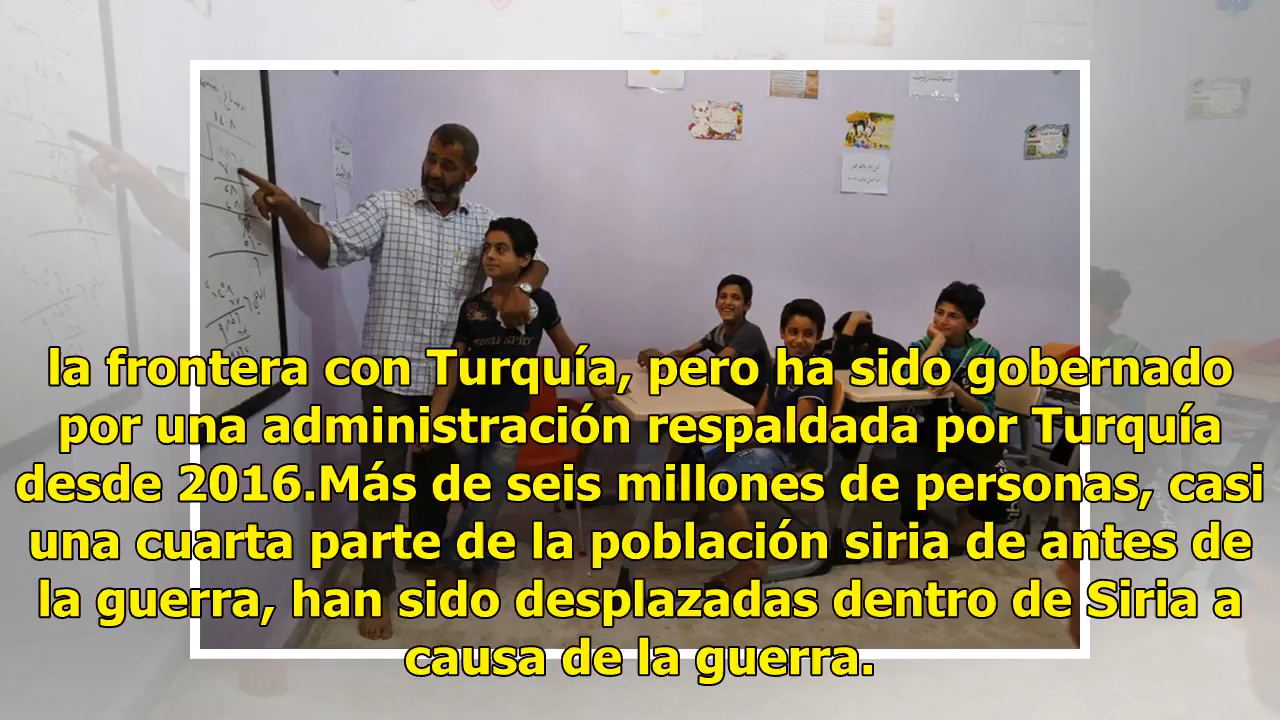 la frontera con Turquía, pero ha sido gobernado
por una administración respaldada por Turquía
desde 2016.Más de seis millones de personas, casi
una cuarta parte de la población siria de antes de
la guerra, han sido desplazadas dentro de Siria a
causa de la guerra.